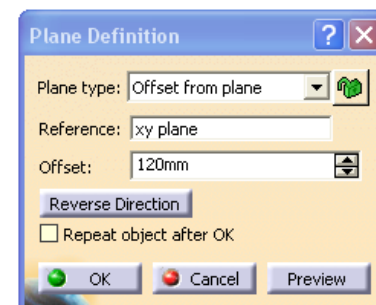 Plane Definition
Plane type: Offset from plane
Reference: xy plane
Offset: 120mm
Reverse Direction
Repeat object after OK
OK Cancel Preview